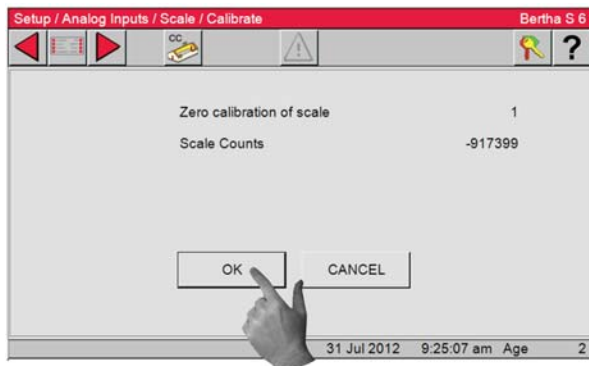 Setup / Analog Inputs / Scale / Calibrate Bertha S 6
CC ?
Zero calibration of scale 1
Scale Counts -917399
OK CANCEL
31 Jul 2012 9:25:07 am Age 2